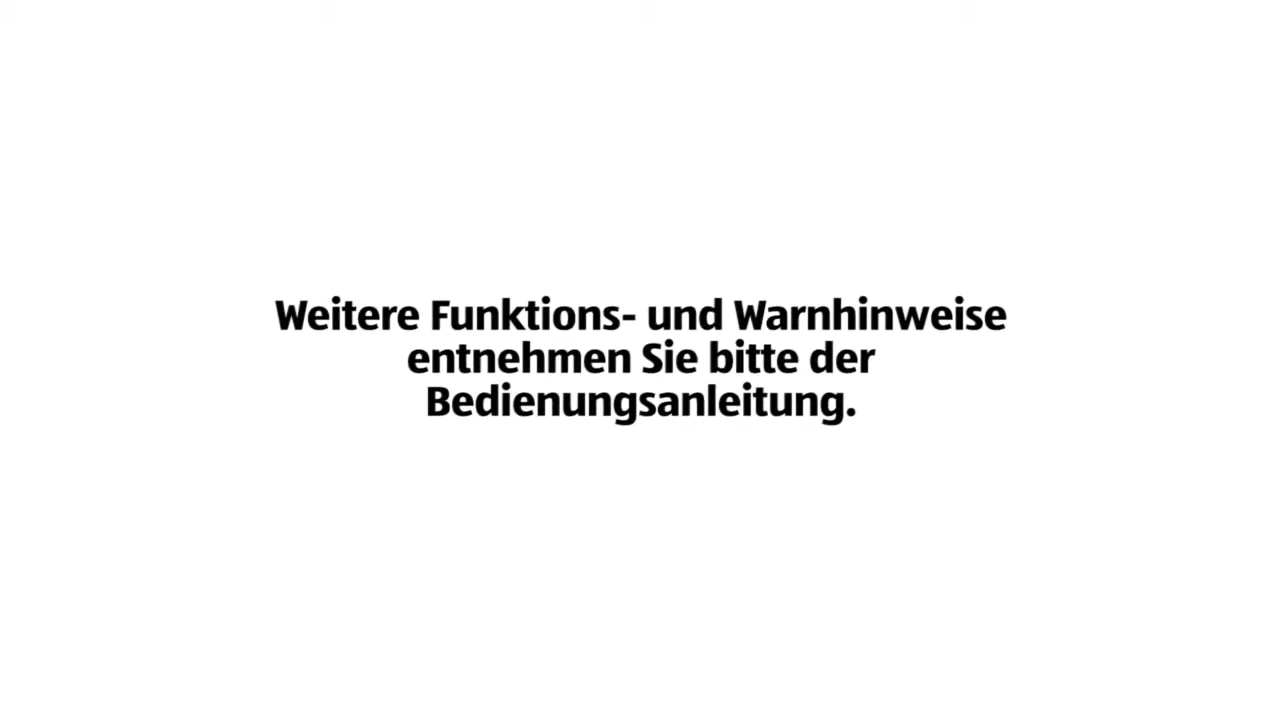 Weitere Funktions- und Warnhinweise
entnehmen Sie bitte der
Bedienungsanleitung.